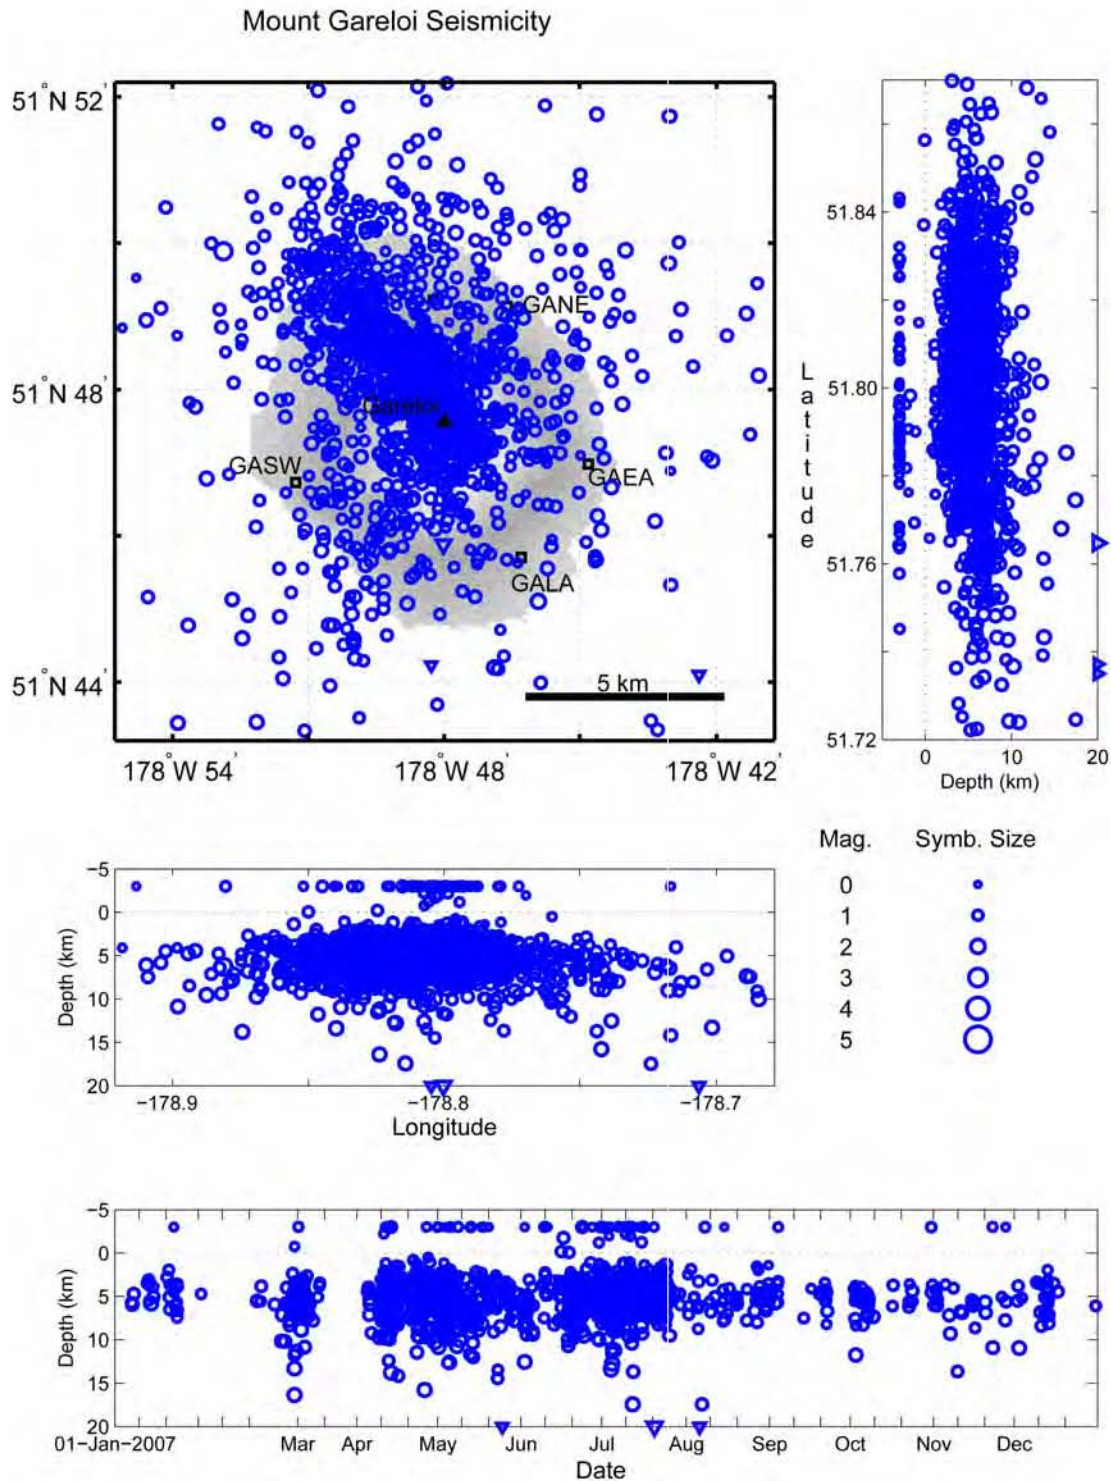 Mount Gareloi Seismicity
51°N 52'
51°N 48'
51°N 44'
178°W 54'
178°W 48'
178°W 42'
GANE
Gareloi
GASW
GAEA
GALA
5 km
51.84
51.80
51.76
51.72
Latitude
0
10
20
Depth (km)
Mag. Symb. Size
0
1
2
3
4
5
−5
0
5
10
15
20
Depth (km)
−178.9
−178.8
−178.7
Longitude
−5
0
5
10
15
20
Depth (km)
01−Jan−2007 Mar Apr May Jun Jul Aug Sep Oct Nov Dec
Date